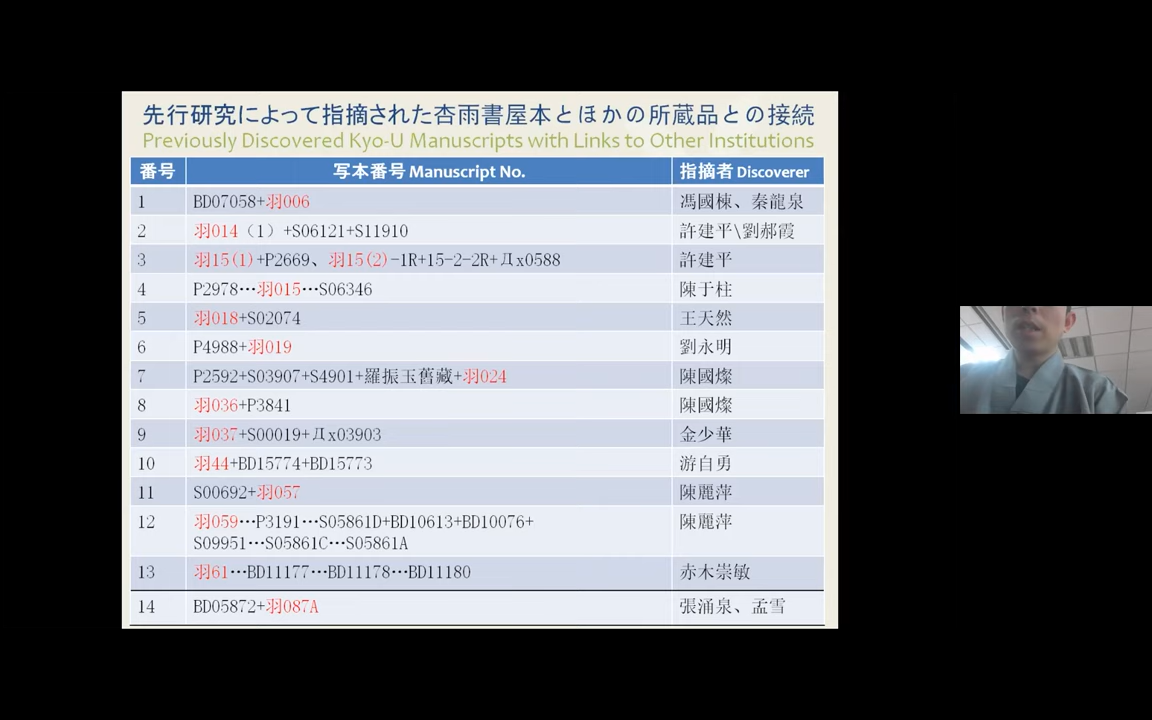 先行研究によって指摘された杏雨書屋本とほかの所蔵品との接続
Previously Discovered Kyo-U Manuscripts with Links to Other Institutions
番号 写本番号 Manuscript No. 指摘者 Discoverer
1 BD07058+羽006 馮國棟、秦龍泉
2 羽014（1）+S06121+S11910 許建平\劉郝霞
3 羽15(1)+P2669、羽15(2)-1R+15-2-2R+Дx0588 許建平
4 P2978…羽015…S06346 陳于柱
5 羽018+S02074 王天然
6 P4988+羽019 劉永明
7 P2592+S03907+S4901+羅振玉舊藏+羽024 陳國燦
8 羽036+P3841 陳國燦
9 羽037+S00019+Дx03903 金少華
10 羽44+BD15774+BD15773 游自勇
11 S00692+羽057 陳麗萍
12 羽059…P3191…S05861D+BD10613+BD10076+ 陳麗萍
S09951…S05861C…S05861A
13 羽61…BD11177…BD11178…BD11180 赤木崇敏
14 BD05872+羽087A 張涌泉、孟雪